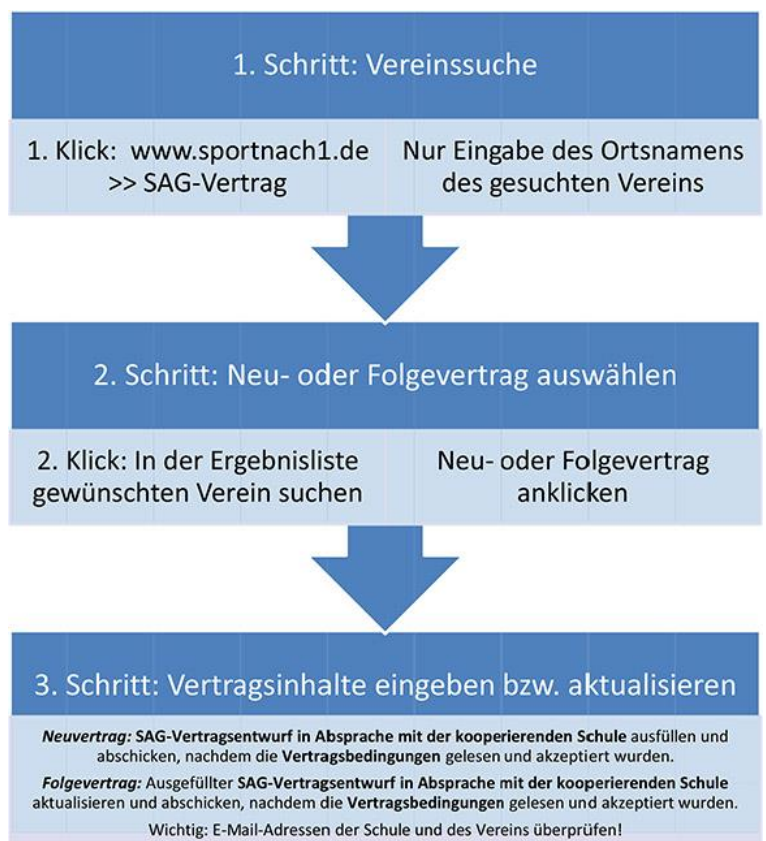 1. Schritt: Vereinssuche
1. Klick: www.sportnach1.de
>> SAG-Vertrag
Nur Eingabe des Ortsnamens
des gesuchten Vereins
2. Schritt: Neu- oder Folgevertrag auswählen
2. Klick: In der Ergebnisliste
gewünschten Verein suchen
Neu- oder Folgevertrag
anklicken
3. Schritt: Vertragsinhalte eingeben bzw. aktualisieren
Neuvertrag: SAG-Vertragsentwurf in Absprache mit der kooperierenden Schule ausfüllen und
abschicken, nachdem die Vertragsbedingungen gelesen und akzeptiert wurden.
Folgevertrag: Ausgefüllter SAG-Vertragsentwurf in Absprache mit der kooperierenden Schule
aktualisieren und abschicken, nachdem die Vertragsbedingungen gelesen und akzeptiert wurden.
Wichtig: E-Mail-Adressen der Schule und des Vereins überprüfen!